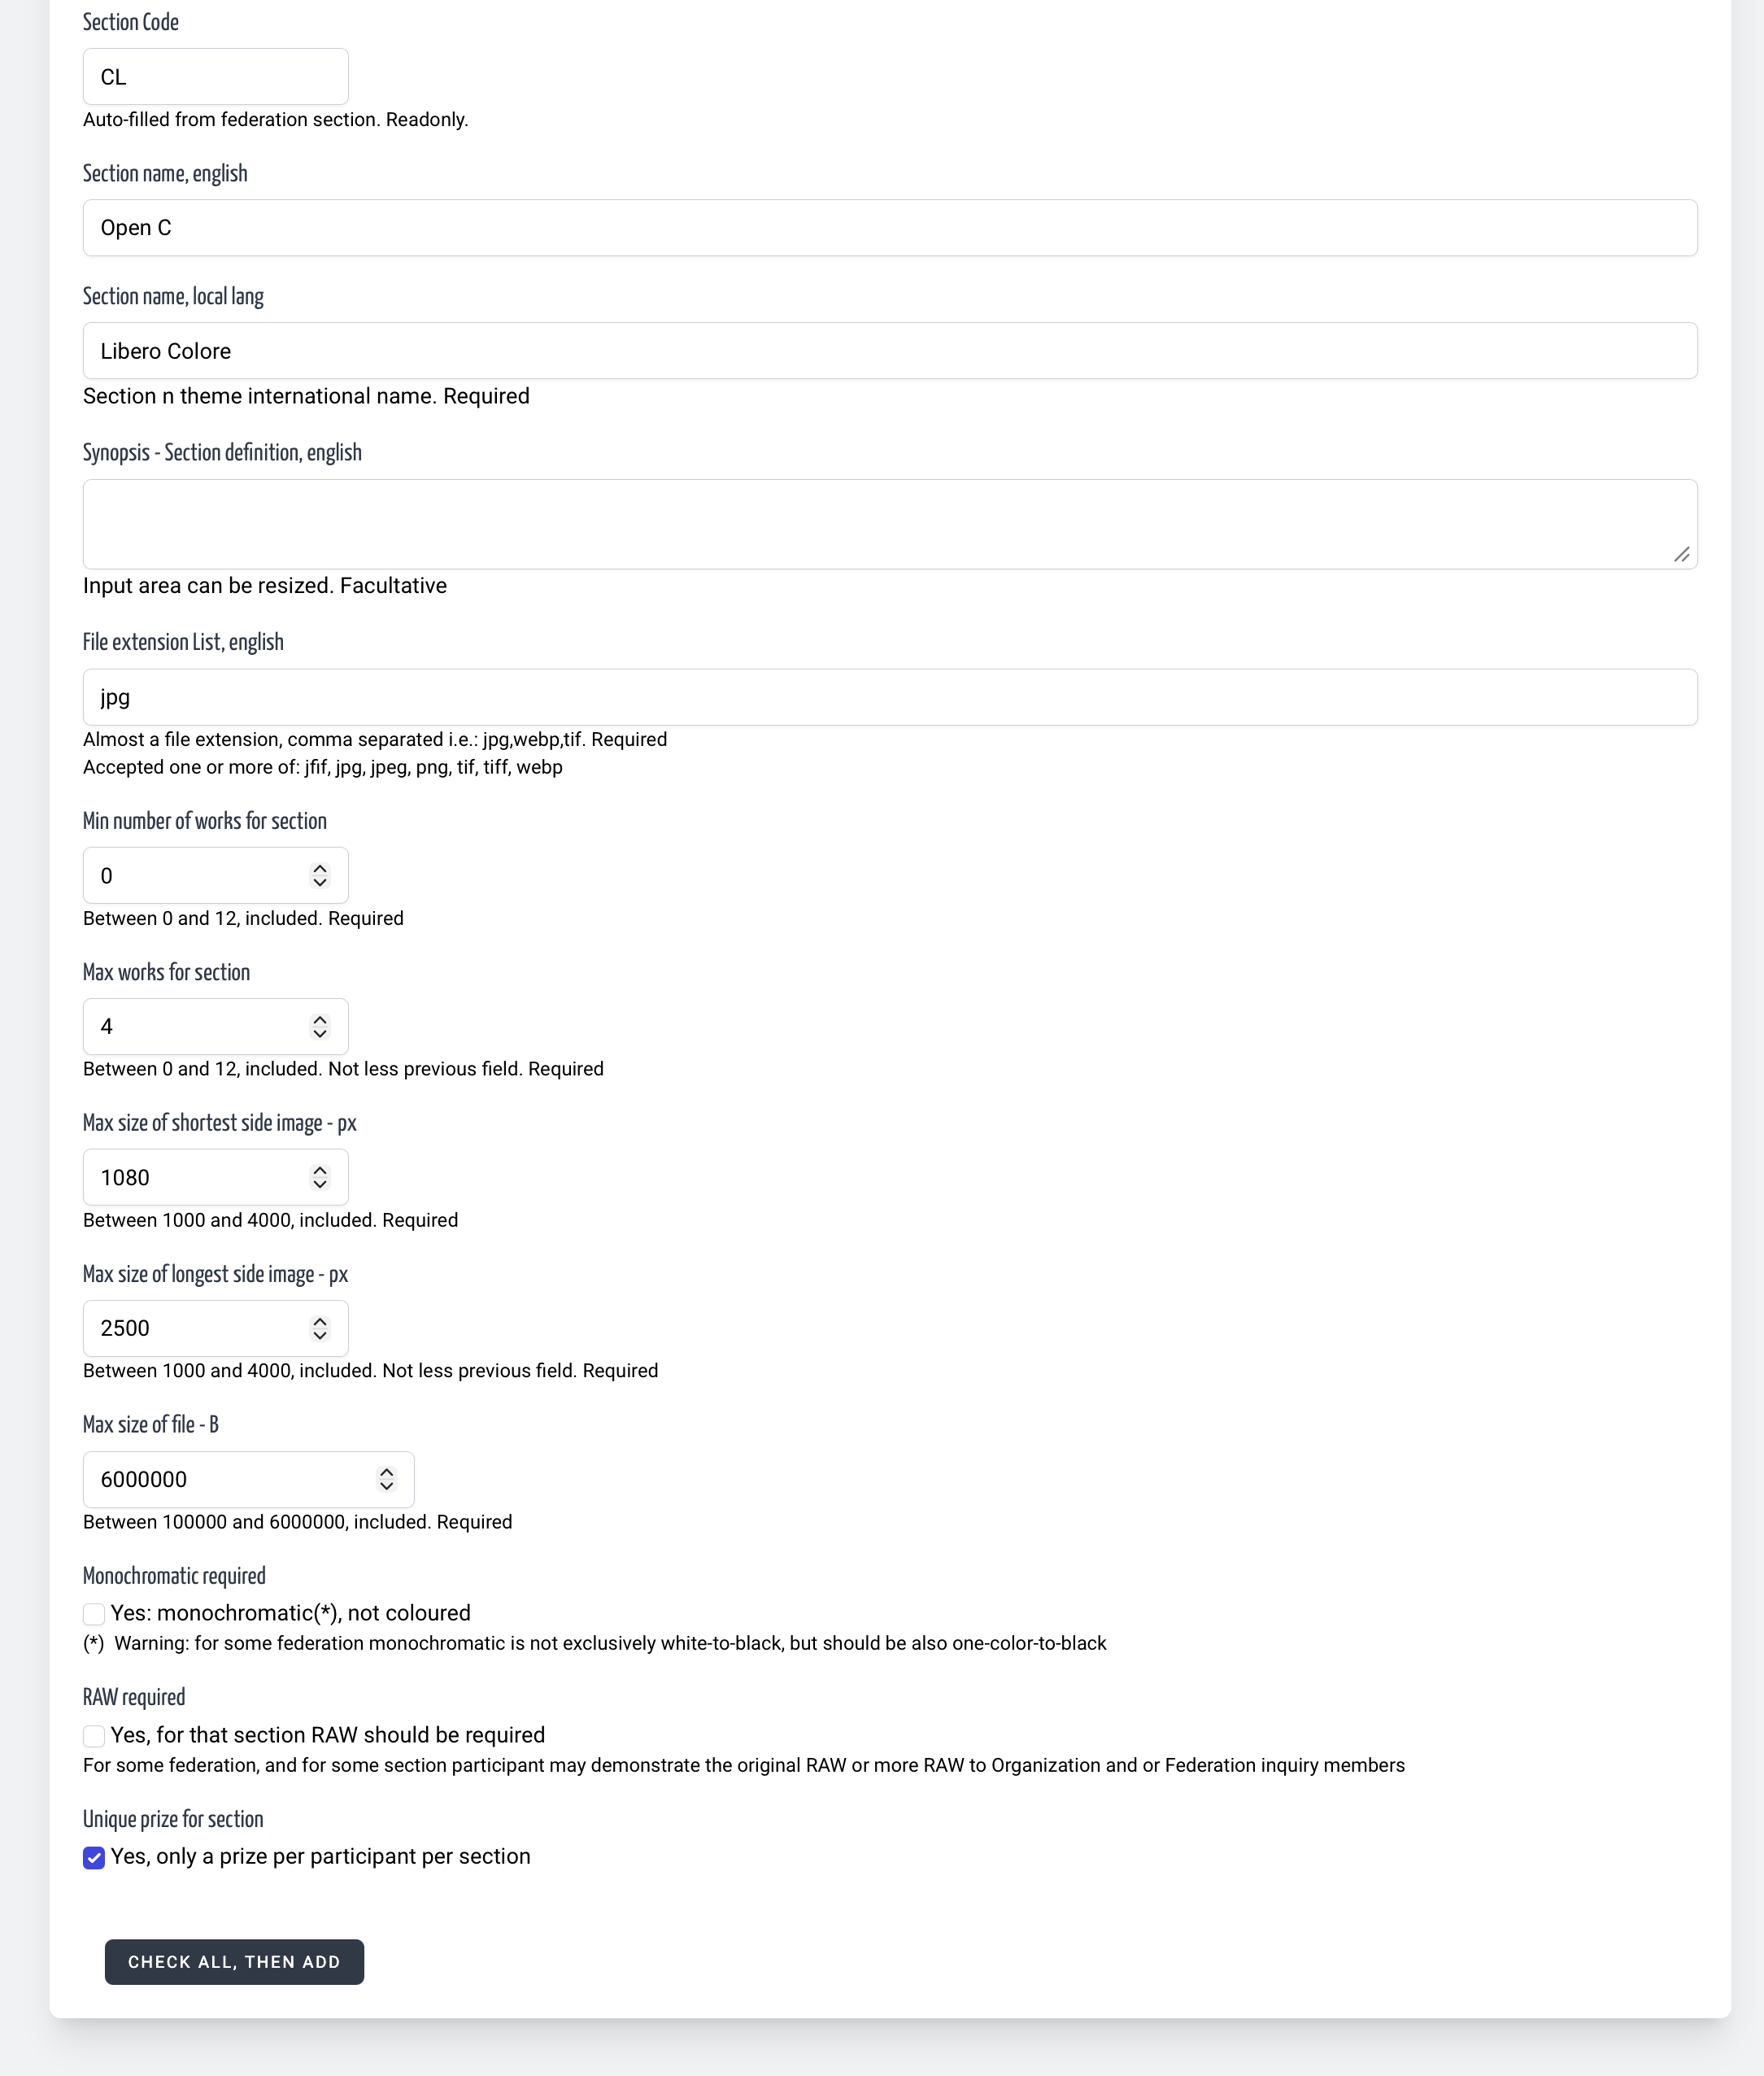 Section Code
CL
Auto-filled from federation section. Readonly.
Section name, english
Open C
Section name, local lang
Libero Colore
Section n theme international name. Required
Synopsis - Section definition, english
Input area can be resized. Facultative
File extension List, english
jpg
Almost a file extension, comma separated i.e.: jpg,webp,tif. Required
Accepted one or more of: jfif, jpg, jpeg, png, tif, tiff, webp
Min number of works for section
0
Between 0 and 12, included. Required
Max works for section
4
Between 0 and 12, included. Not less previous field. Required
Max size of shortest side image - px
1080
Between 1000 and 4000, included. Required
Max size of longest side image - px
2500
Between 1000 and 4000, included. Not less previous field. Required
Max size of file - B
6000000
Between 100000 and 6000000, included. Required
Monochromatic required
Yes: monochromatic(*), not coloured
(*) Warning: for some federation monochromatic is not exclusively white-to-black, but should be also one-color-to-black
RAW required
Yes, for that section RAW should be required
For some federation, and for some section participant may demonstrate the original RAW or more RAW to Organization and or Federation inquiry members
Unique prize for section
Yes, only a prize per participant per section
CHECK ALL, THEN ADD